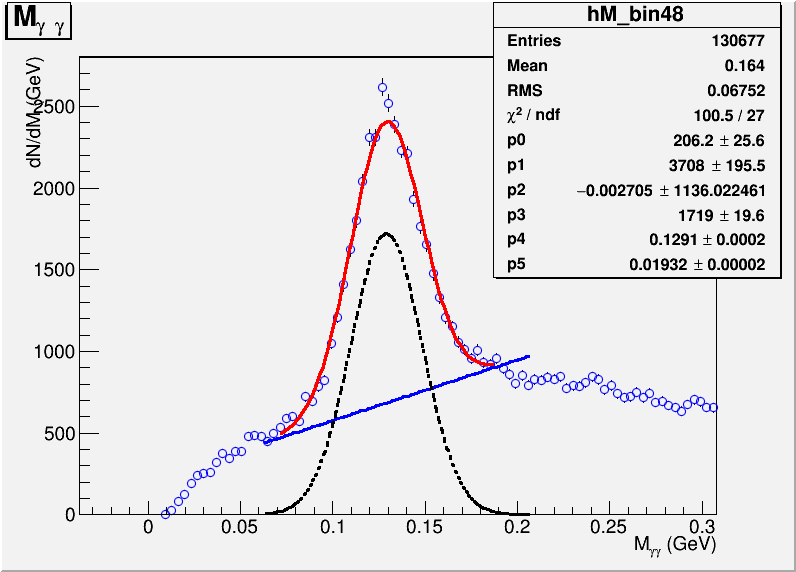 M_γ γ
hM_bin48
Entries 130677
Mean 0.164
RMS 0.06752
χ² / ndf 100.5 / 27
p0 206.2 ± 25.6
p1 3708 ± 195.5
p2 −0.002705 ± 1136.022461
p3 1719 ± 19.6
p4 0.1291 ± 0.0002
p5 0.01932 ± 0.00002
dN/dM (GeV)
2500
2000
1500
1000
500
0
0 0.05 0.1 0.15 0.2 0.25 0.3
M_γγ (GeV)